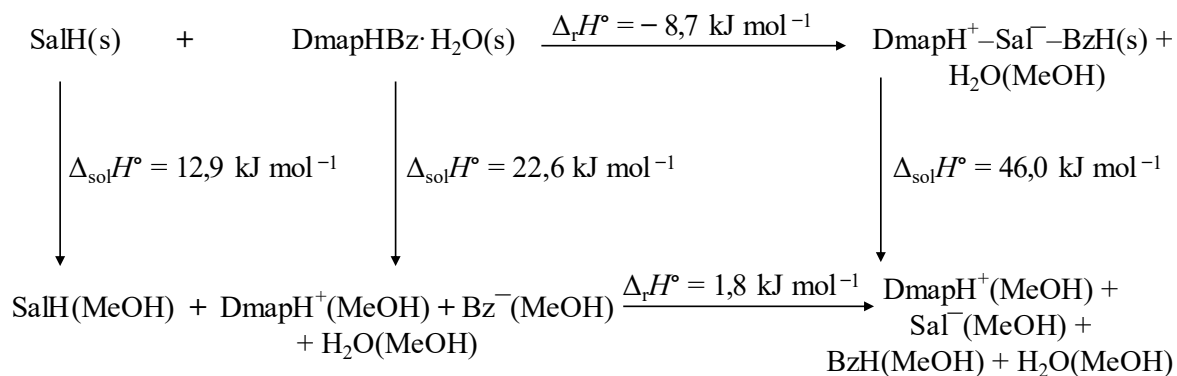 SalH(s) + DmapHBz·H₂O(s) ΔᵣH° = – 8,7 kJ mol⁻¹ DmapH⁺–Sal⁻–BzH(s) +
H₂O(MeOH)
ΔₛₒₗH° = 12,9 kJ mol⁻¹ ΔₛₒₗH° = 22,6 kJ mol⁻¹ ΔₛₒₗH° = 46,0 kJ mol⁻¹
SalH(MeOH) + DmapH⁺(MeOH) + Bz⁻(MeOH)
+ H₂O(MeOH)
ΔᵣH° = 1,8 kJ mol⁻¹
DmapH⁺(MeOH) +
Sal⁻(MeOH) +
BzH(MeOH) + H₂O(MeOH)